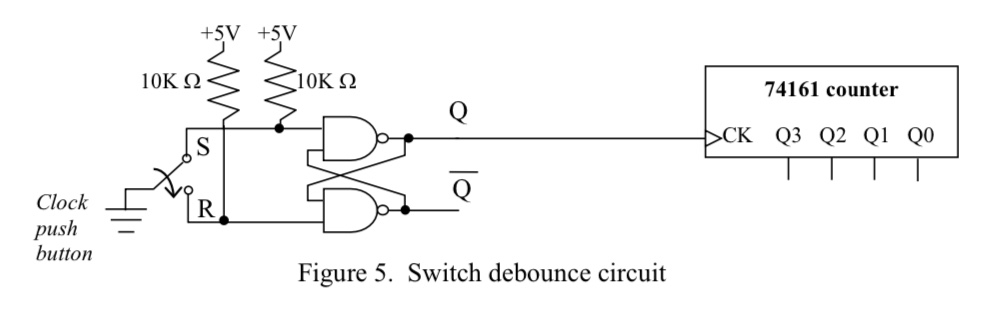 +5V +5V
10K Ω 10K Ω
74161 counter
Q
CK Q3 Q2 Q1 Q0
S
Q̅
R
Clock
push
button
Figure 5. Switch debounce circuit